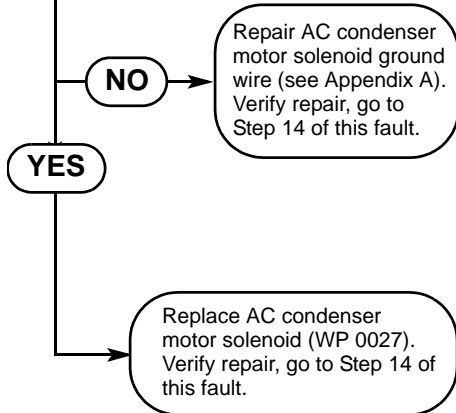 Repair AC condenser
motor solenoid ground
wire (see Appendix A).
Verify repair, go to
Step 14 of this fault.
NO
YES
Replace AC condenser
motor solenoid (WP 0027).
Verify repair, go to Step 14 of
this fault.